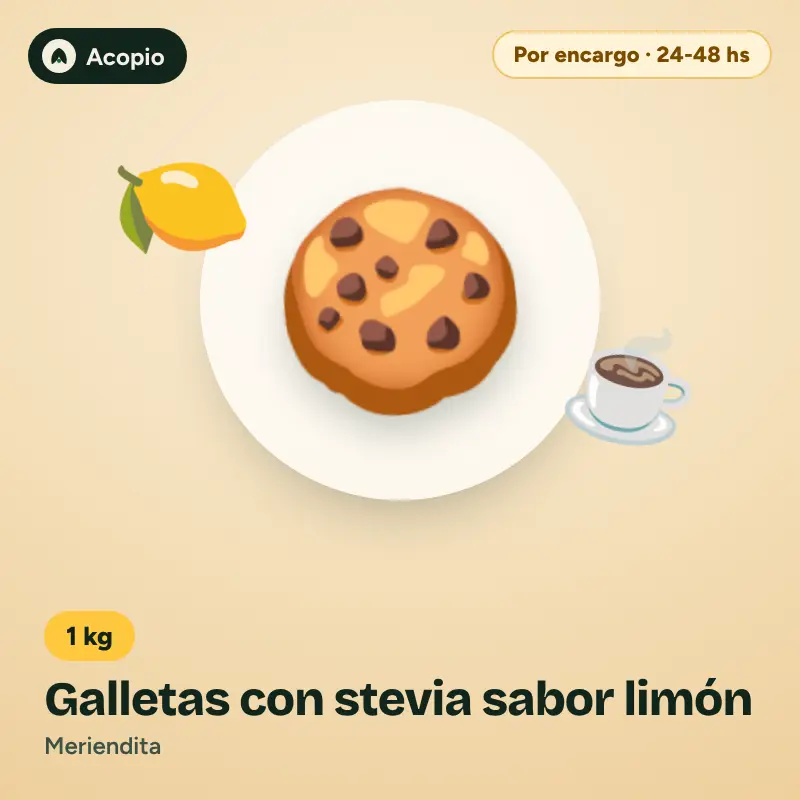 Acopio
Por encargo · 24-48 hs
1 kg
Galletas con stevia sabor limón
Meriendita